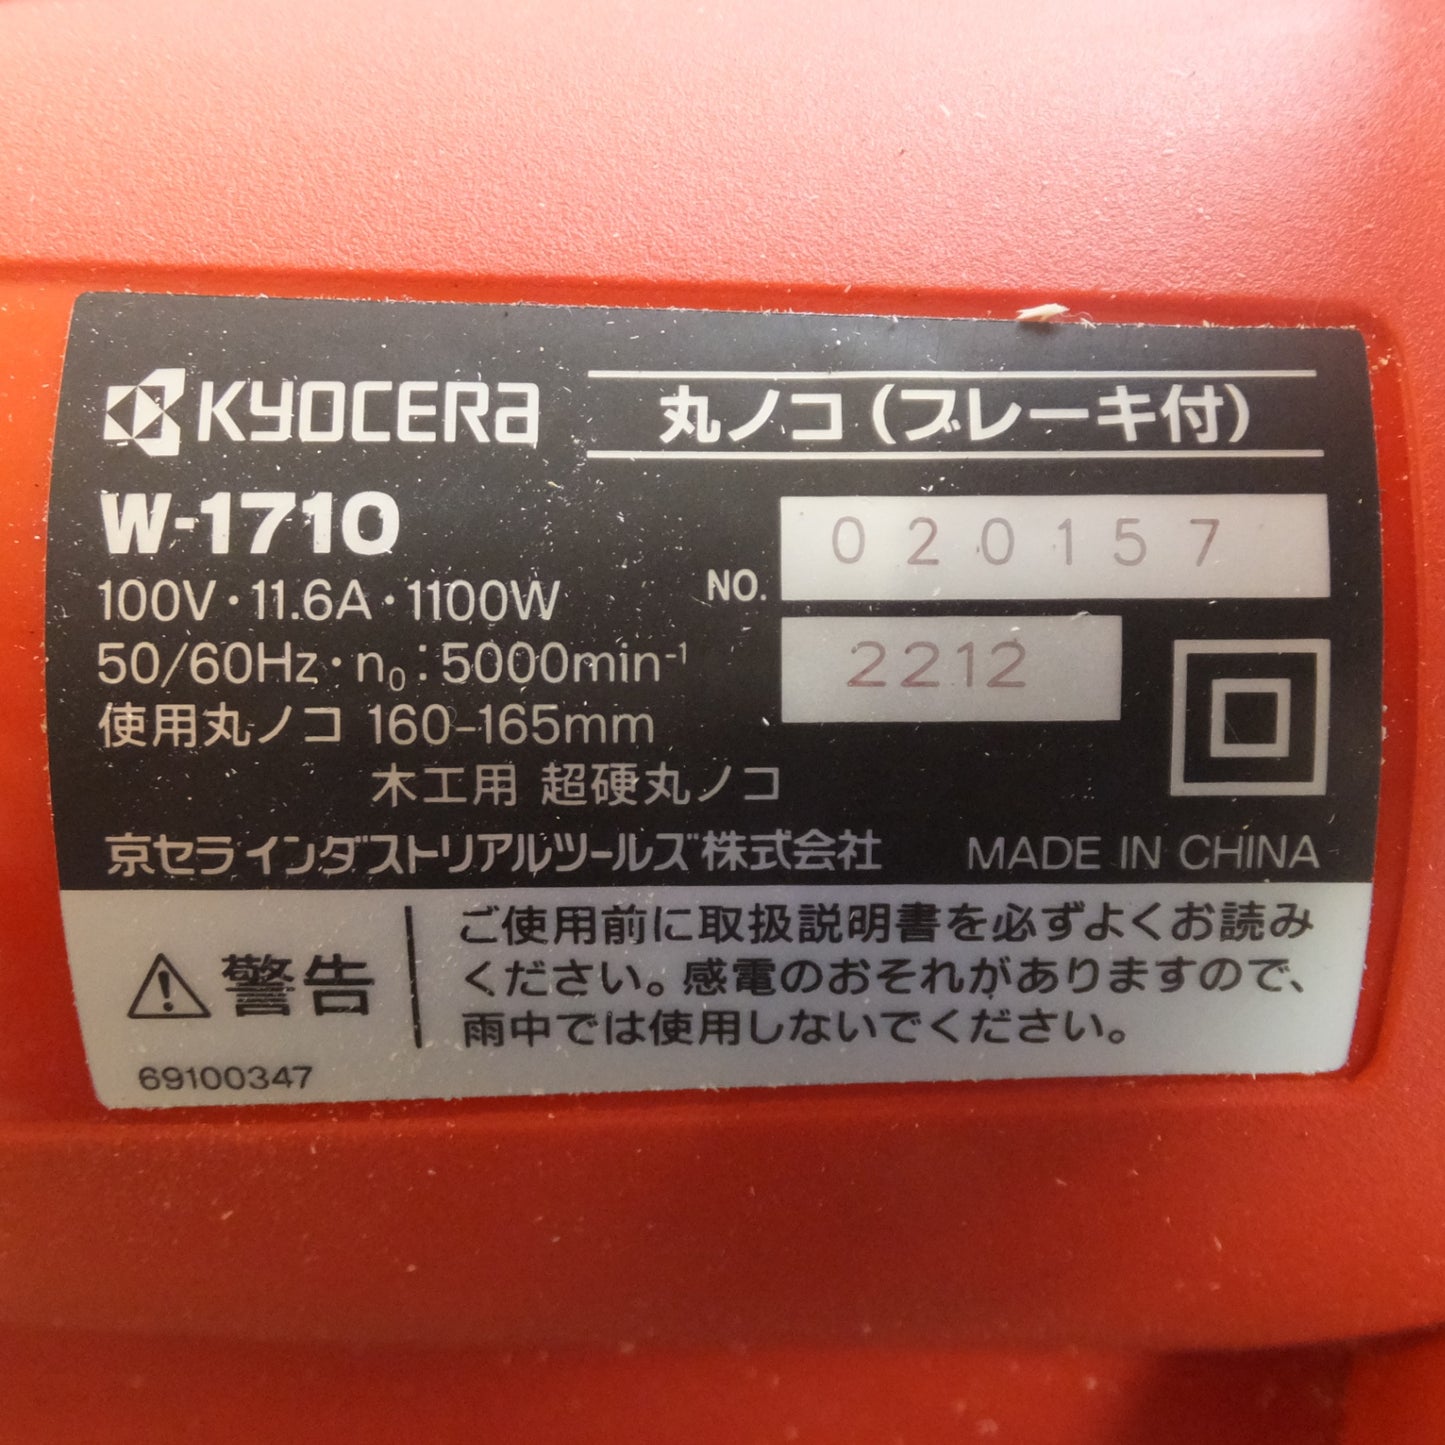 KYOCERA
丸ノコ(ブレーキ付)
W-1710
100V・11.6A・1100W
50/60Hz・n₀:5000min⁻¹
使用丸ノコ 160-165mm
木工用 超硬丸ノコ
NO. 020157
2212
京セラインダストリアルツールズ株式会社 MADE IN CHINA
警告
ご使用前に取扱説明書を必ずよくお読み
ください。感電のおそれがありますので、
雨中では使用しないでください。
69100347